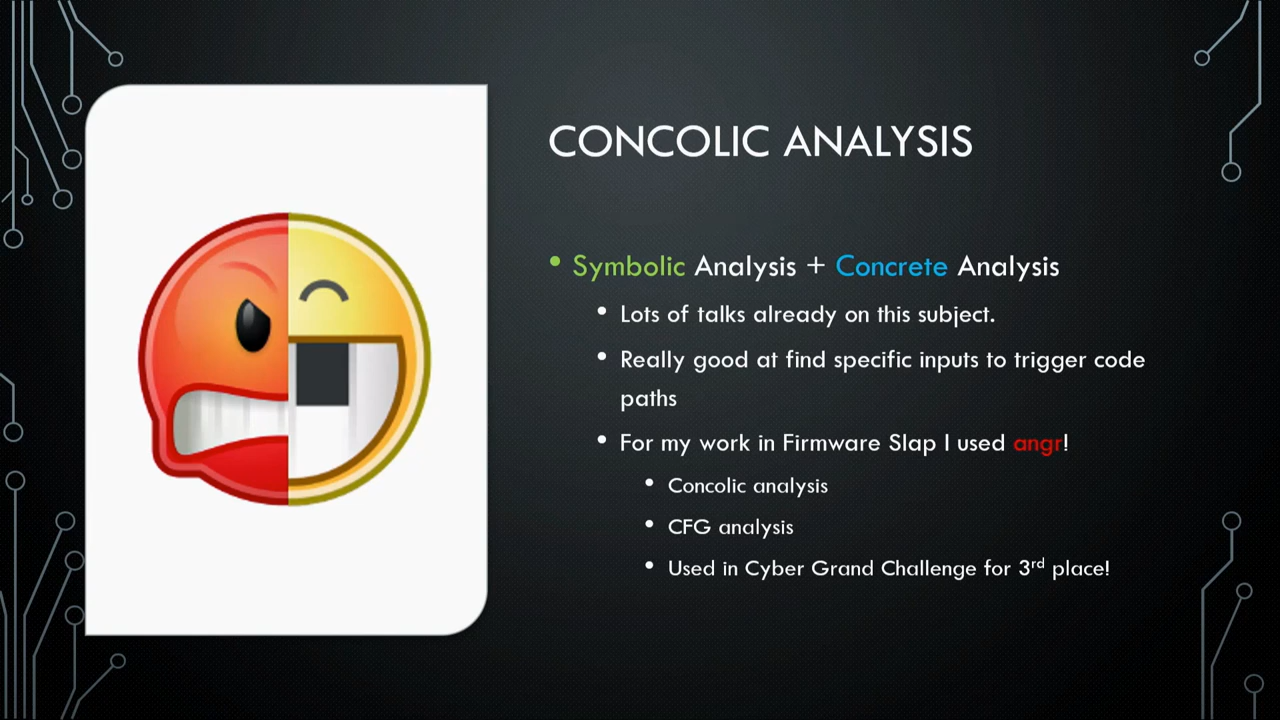 CONCOLIC ANALYSIS
• Symbolic Analysis + Concrete Analysis
• Lots of talks already on this subject.
• Really good at find specific inputs to trigger code
paths
• For my work in Firmware Slap I used angr!
• Concolic analysis
• CFG analysis
• Used in Cyber Grand Challenge for 3rd place!